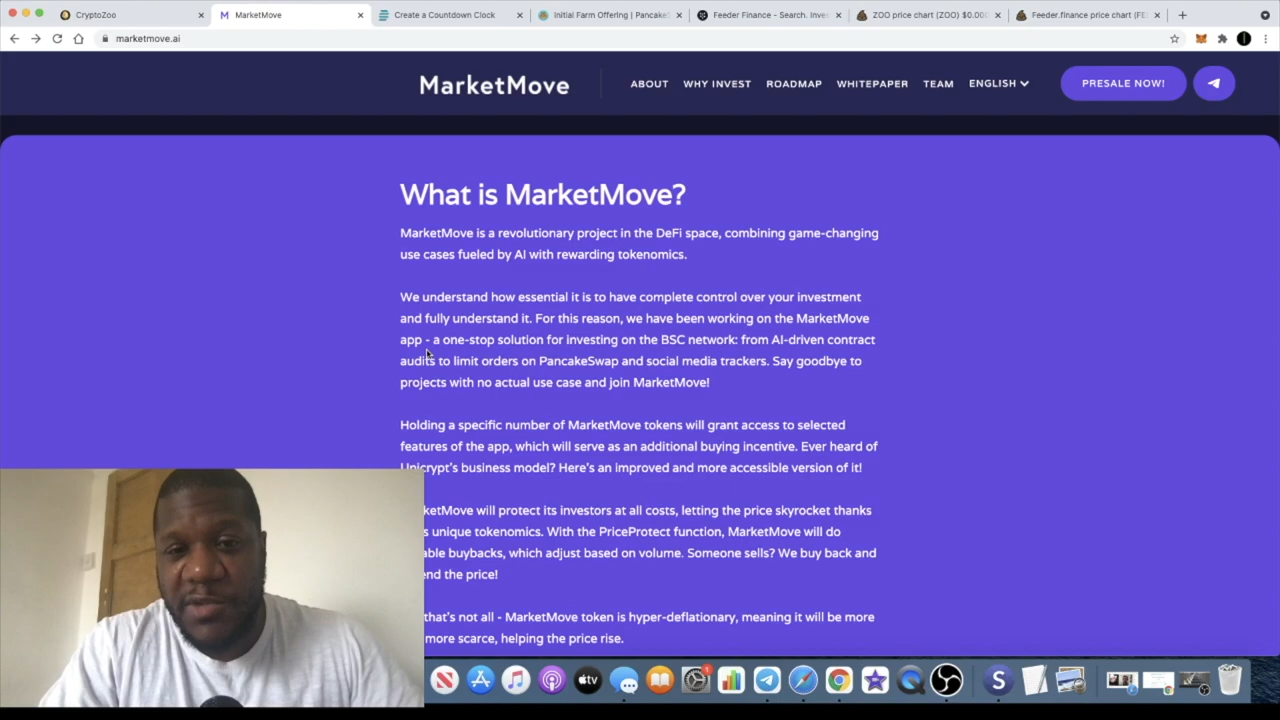 CryptoZoo
MarketMove
Create a Countdown Clock
Initial Farm Offering | Pancake
Feeder Finance - Search. Inve
ZOO price chart (ZOO) $0.00
Feeder.finance price chart (FE
marketmove.ai
MarketMove
ABOUT
WHY INVEST
ROADMAP
WHITEPAPER
TEAM
ENGLISH
PRESALE NOW!
What is MarketMove?
MarketMove is a revolutionary project in the DeFi space, combining game-changing
use cases fueled by AI with rewarding tokenomics.
We understand how essential it is to have complete control over your investment
and fully understand it. For this reason, we have been working on the MarketMove
app - a one-stop solution for investing on the BSC network: from AI-driven contract
audits to limit orders on PancakeSwap and social media trackers. Say goodbye to
projects with no actual use case and join MarketMove!
Holding a specific number of MarketMove tokens will grant access to selected
features of the app, which will serve as an additional buying incentive. Ever heard of
Unicrypt's business model? Here's an improved and more accessible version of it!
ketMove will protect its investors at all costs, letting the price skyrocket thanks
s unique tokenomics. With the PriceProtect function, MarketMove will do
able buybacks, which adjust based on volume. Someone sells? We buy back and
end the price!
that's not all - MarketMove token is hyper-deflationary, meaning it will be more
more scarce, helping the price rise.
tv
1